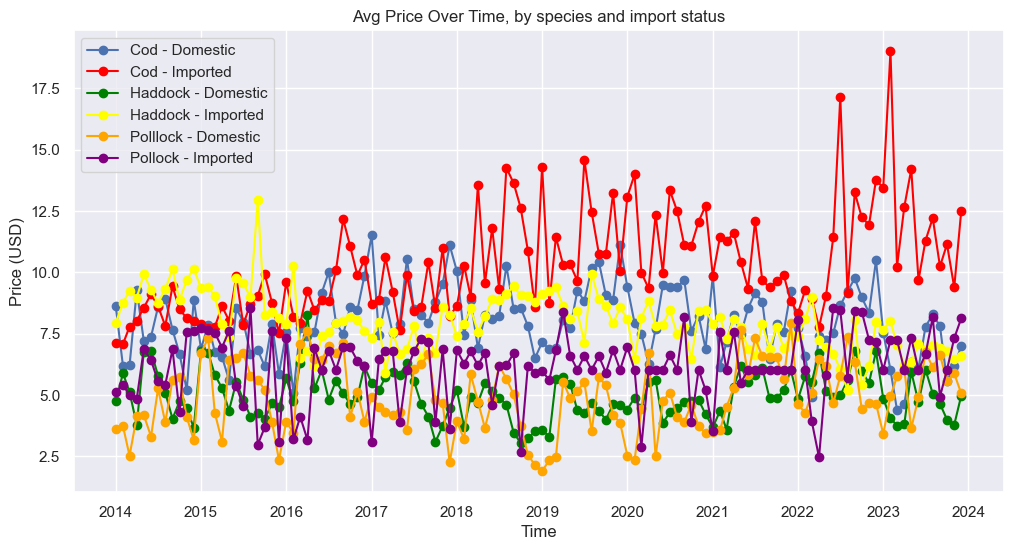 Avg Price Over Time, by species and import status
Cod - Domestic
Cod - Imported
Haddock - Domestic
Haddock - Imported
Polllock - Domestic
Pollock - Imported
Price (USD)
17.5
15.0
12.5
10.0
7.5
5.0
2.5
2014 2015 2016 2017 2018 2019 2020 2021 2022 2023 2024
Time